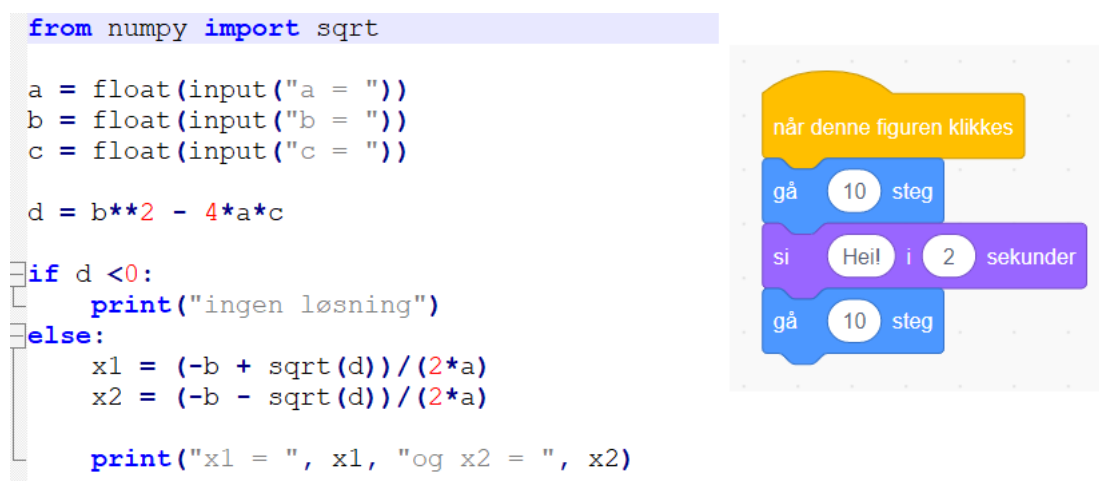 from numpy import sqrt
a = float(input("a = "))
b = float(input("b = "))
c = float(input("c = "))
d = b**2 - 4*a*c
if d <0:
    print("ingen løsning")
else:
    x1 = (-b + sqrt(d))/(2*a)
    x2 = (-b - sqrt(d))/(2*a)
    print("x1 = ", x1, "og x2 = ", x2)
når denne figuren klikkes
gå 10 steg
si Hei! i 2 sekunder
gå 10 steg